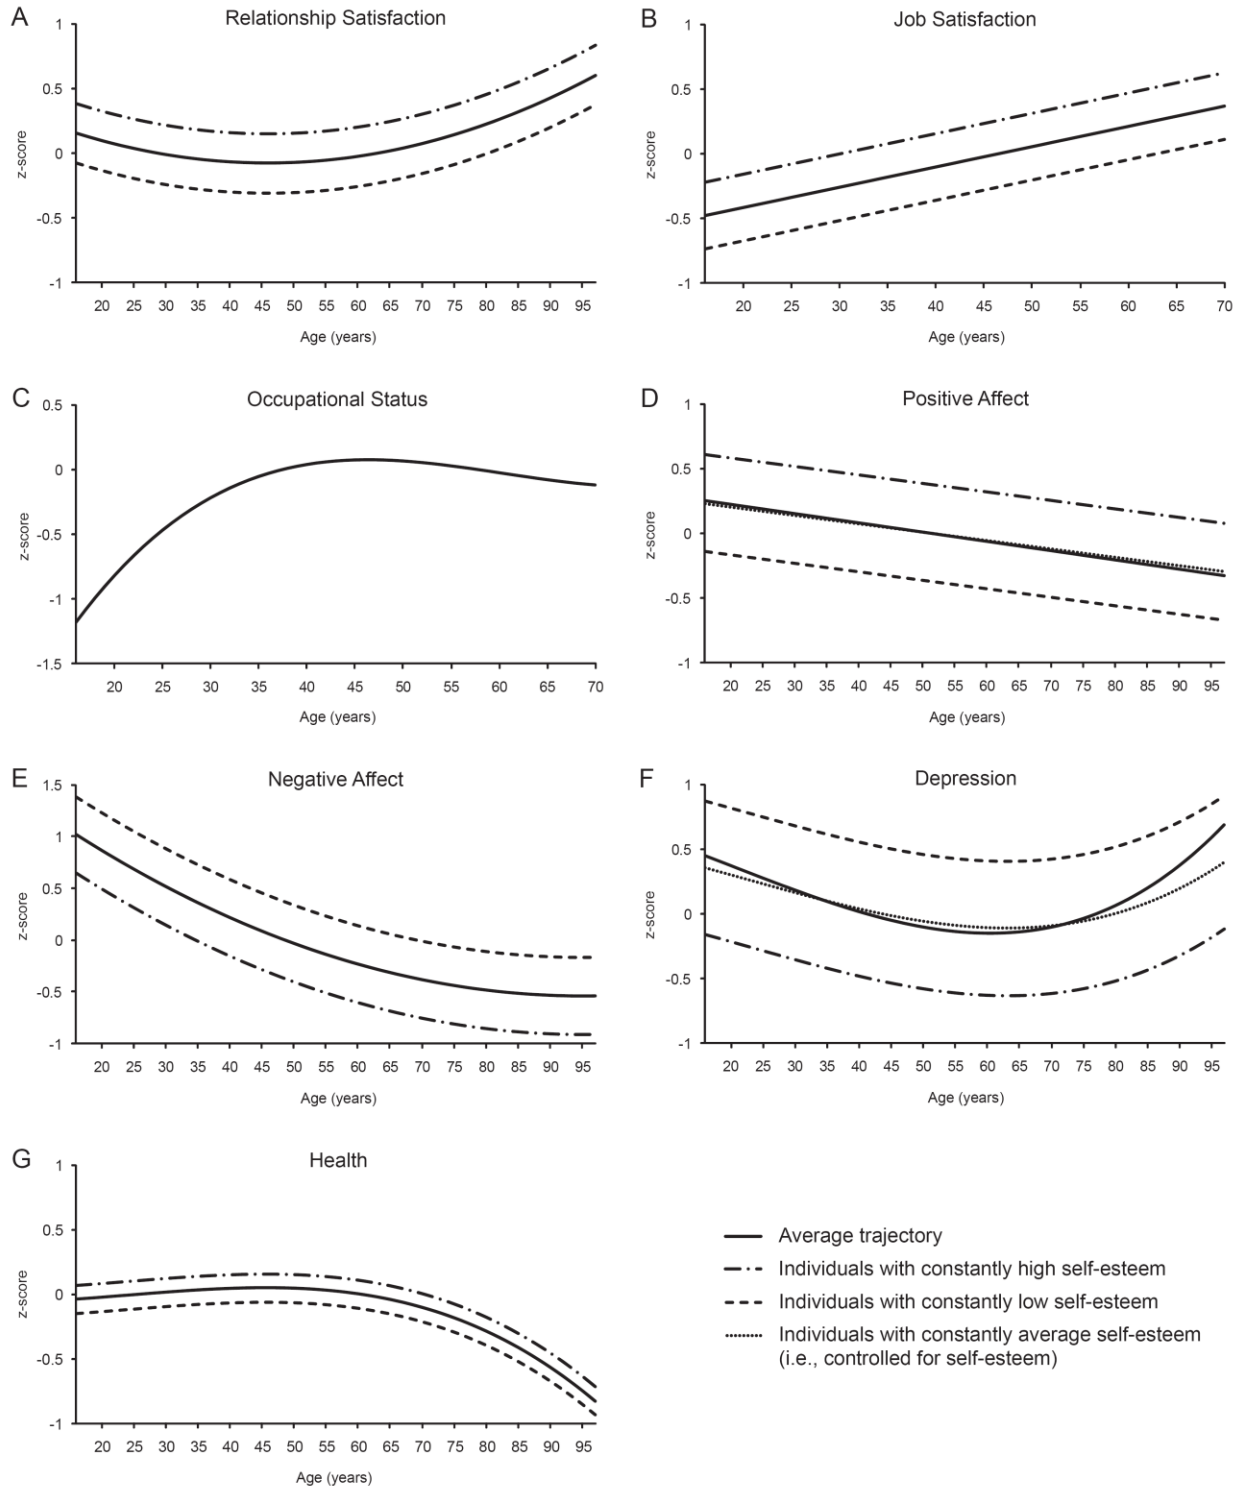 A
Relationship Satisfaction
1
0.5
0
-0.5
-1
z-score
20 25 30 35 40 45 50 55 60 65 70 75 80 85 90 95
Age (years)
B
Job Satisfaction
1
0.5
0
-0.5
-1
z-score
20 25 30 35 40 45 50 55 60 65 70
Age (years)
C
Occupational Status
0.5
0
-0.5
-1
-1.5
z-score
20 25 30 35 40 45 50 55 60 65 70
Age (years)
D
Positive Affect
1
0.5
0
-0.5
-1
z-score
20 25 30 35 40 45 50 55 60 65 70 75 80 85 90 95
Age (years)
E
Negative Affect
1.5
1
0.5
0
-0.5
-1
z-score
20 25 30 35 40 45 50 55 60 65 70 75 80 85 90 95
Age (years)
F
Depression
1
0.5
0
-0.5
-1
z-score
20 25 30 35 40 45 50 55 60 65 70 75 80 85 90 95
Age (years)
G
Health
1
0.5
0
-0.5
-1
z-score
20 25 30 35 40 45 50 55 60 65 70 75 80 85 90 95
Age (years)
Average trajectory
Individuals with constantly high self-esteem
Individuals with constantly low self-esteem
Individuals with constantly average self-esteem
(i.e., controlled for self-esteem)